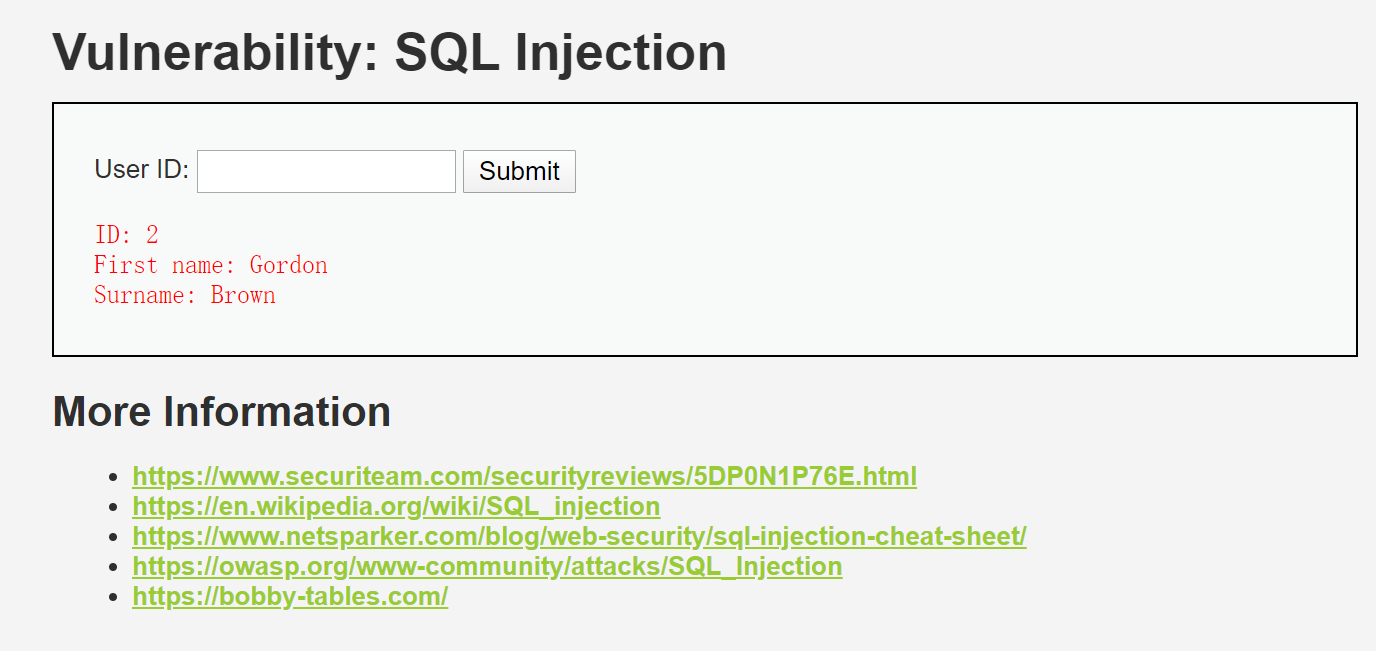 Vulnerability: SQL Injection
User ID: Submit
ID: 2
First name: Gordon
Surname: Brown
More Information
https://www.securiteam.com/securityreviews/5DP0N1P76E.html
https://en.wikipedia.org/wiki/SQL_injection
https://www.netsparker.com/blog/web-security/sql-injection-cheat-sheet/
https://owasp.org/www-community/attacks/SQL_Injection
https://bobby-tables.com/